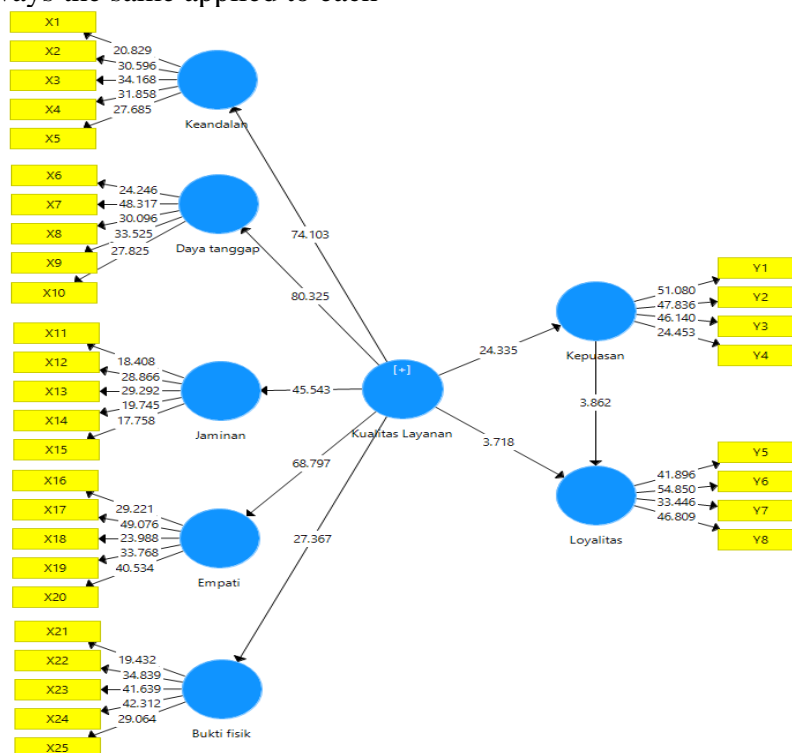 ways the same applied to each
X1
X2
X3
X4
X5
20.829
30.596
34.168
31.858
27.685
Keandalan
X6
X7
X8
X9
X10
24.246
48.317
30.096
33.525
27.825
Daya tanggap
X11
X12
X13
X14
X15
18.408
28.866
29.292
19.745
17.758
Jaminan
X16
X17
X18
X19
X20
29.221
49.076
23.988
33.768
40.534
Empati
X21
X22
X23
X24
X25
19.432
34.839
41.639
42.312
29.064
Bukti fisik
74.103
80.325
45.543
68.797
27.367
[+]
Kualitas Layanan
24.335
3.718
3.862
Kepuasan
51.080
47.836
46.140
24.453
Y1
Y2
Y3
Y4
Loyalitas
41.896
54.850
33.446
46.809
Y5
Y6
Y7
Y8